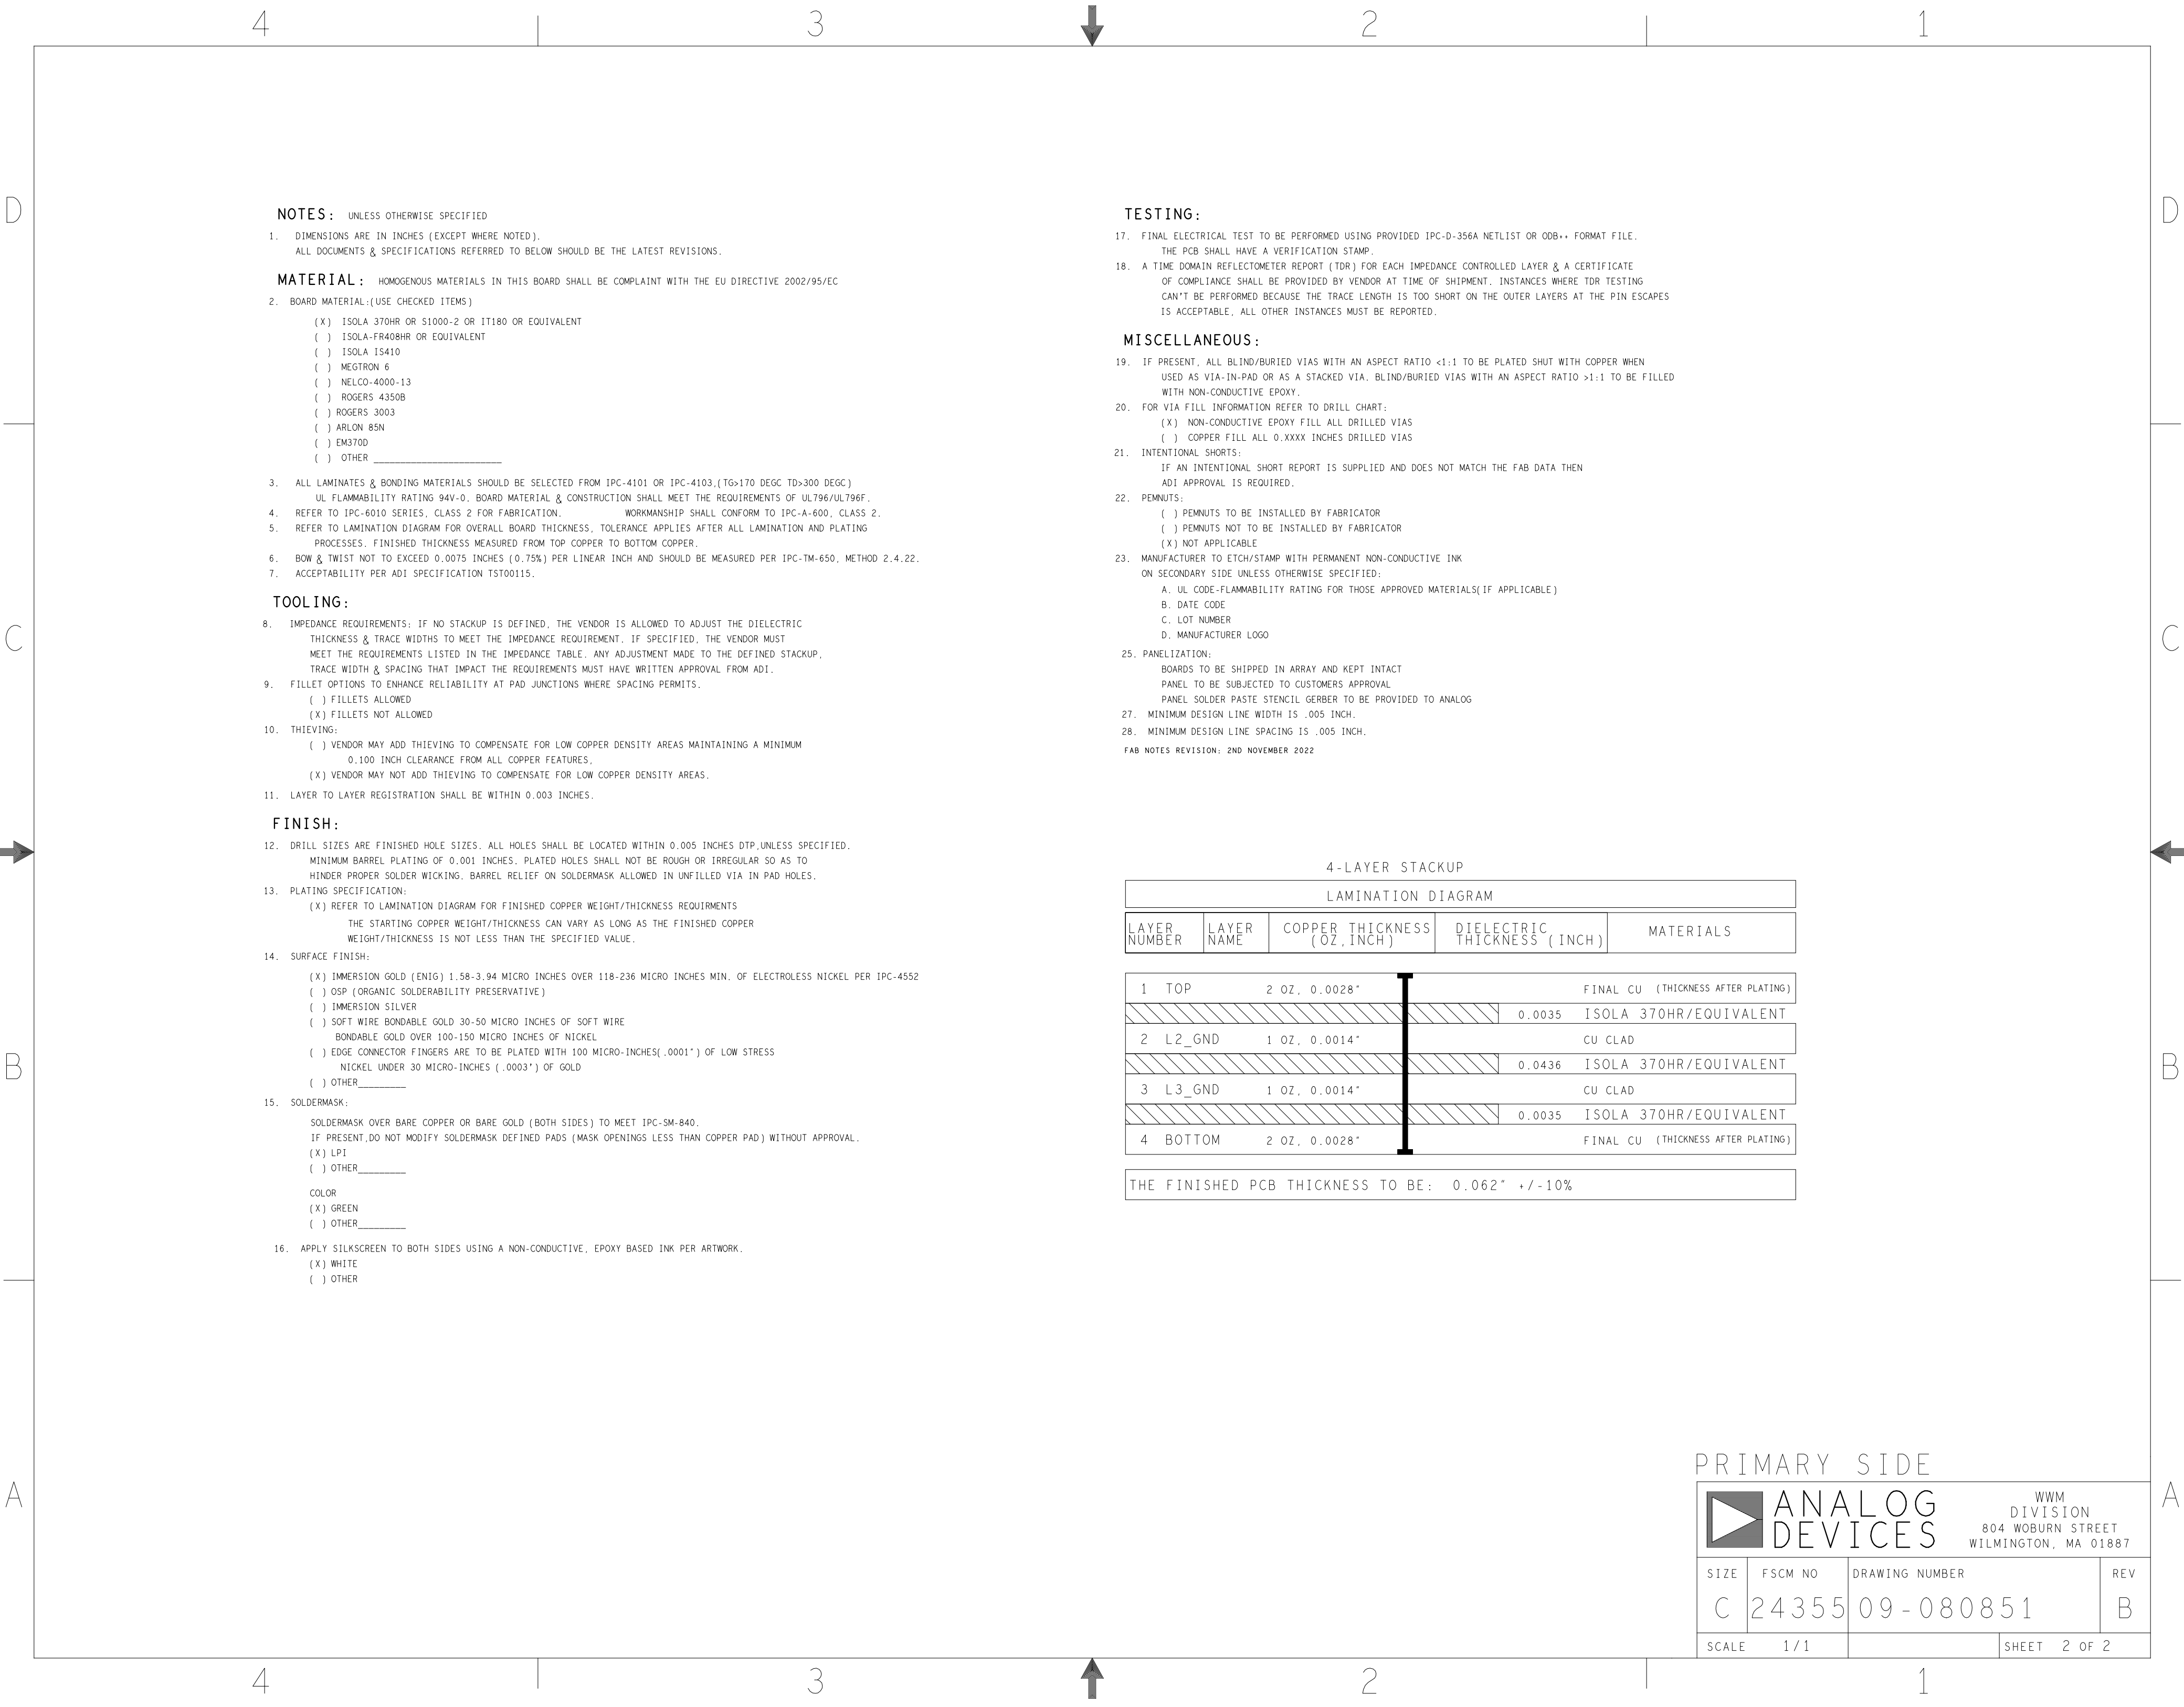 4 3 2 1
D D
NOTES: UNLESS OTHERWISE SPECIFIED
1. DIMENSIONS ARE IN INCHES (EXCEPT WHERE NOTED).
ALL DOCUMENTS & SPECIFICATIONS REFERRED TO BELOW SHOULD BE THE LATEST REVISIONS.
MATERIAL: HOMOGENOUS MATERIALS IN THIS BOARD SHALL BE COMPLAINT WITH THE EU DIRECTIVE 2002/95/EC
2. BOARD MATERIAL:(USE CHECKED ITEMS)
(X) ISOLA 370HR OR S1000-2 OR IT180 OR EQUIVALENT
( ) ISOLA-FR408HR OR EQUIVALENT
( ) ISOLA IS410
( ) MEGTRON 6
( ) NELCO-4000-13
( ) ROGERS 4350B
( ) ROGERS 3003
( ) ARLON 85N
( ) EM370D
( ) OTHER ________________________
3. ALL LAMINATES & BONDING MATERIALS SHOULD BE SELECTED FROM IPC-4101 OR IPC-4103.(TG>170 DEGC TD>300 DEGC)
UL FLAMMABILITY RATING 94V-0. BOARD MATERIAL & CONSTRUCTION SHALL MEET THE REQUIREMENTS OF UL796/UL796F.
4. REFER TO IPC-6010 SERIES, CLASS 2 FOR FABRICATION. WORKMANSHIP SHALL CONFORM TO IPC-A-600, CLASS 2.
5. REFER TO LAMINATION DIAGRAM FOR OVERALL BOARD THICKNESS, TOLERANCE APPLIES AFTER ALL LAMINATION AND PLATING
PROCESSES. FINISHED THICKNESS MEASURED FROM TOP COPPER TO BOTTOM COPPER.
6. BOW & TWIST NOT TO EXCEED 0.0075 INCHES (0.75%) PER LINEAR INCH AND SHOULD BE MEASURED PER IPC-TM-650, METHOD 2.4.22.
7. ACCEPTABILITY PER ADI SPECIFICATION TST00115.
TOOLING:
8. IMPEDANCE REQUIREMENTS: IF NO STACKUP IS DEFINED, THE VENDOR IS ALLOWED TO ADJUST THE DIELECTRIC
THICKNESS & TRACE WIDTHS TO MEET THE IMPEDANCE REQUIREMENT. IF SPECIFIED, THE VENDOR MUST
MEET THE REQUIREMENTS LISTED IN THE IMPEDANCE TABLE. ANY ADJUSTMENT MADE TO THE DEFINED STACKUP,
TRACE WIDTH & SPACING THAT IMPACT THE REQUIREMENTS MUST HAVE WRITTEN APPROVAL FROM ADI.
9. FILLET OPTIONS TO ENHANCE RELIABILITY AT PAD JUNCTIONS WHERE SPACING PERMITS.
( ) FILLETS ALLOWED
(X) FILLETS NOT ALLOWED
10. THIEVING:
( ) VENDOR MAY ADD THIEVING TO COMPENSATE FOR LOW COPPER DENSITY AREAS MAINTAINING A MINIMUM
0.100 INCH CLEARANCE FROM ALL COPPER FEATURES,
(X) VENDOR MAY NOT ADD THIEVING TO COMPENSATE FOR LOW COPPER DENSITY AREAS.
11. LAYER TO LAYER REGISTRATION SHALL BE WITHIN 0.003 INCHES.
FINISH:
12. DRILL SIZES ARE FINISHED HOLE SIZES. ALL HOLES SHALL BE LOCATED WITHIN 0.005 INCHES DTP,UNLESS SPECIFIED.
MINIMUM BARREL PLATING OF 0.001 INCHES. PLATED HOLES SHALL NOT BE ROUGH OR IRREGULAR SO AS TO
HINDER PROPER SOLDER WICKING. BARREL RELIEF ON SOLDERMASK ALLOWED IN UNFILLED VIA IN PAD HOLES.
13. PLATING SPECIFICATION:
(X) REFER TO LAMINATION DIAGRAM FOR FINISHED COPPER WEIGHT/THICKNESS REQUIRMENTS
THE STARTING COPPER WEIGHT/THICKNESS CAN VARY AS LONG AS THE FINISHED COPPER
WEIGHT/THICKNESS IS NOT LESS THAN THE SPECIFIED VALUE.
14. SURFACE FINISH:
(X) IMMERSION GOLD (ENIG) 1.58-3.94 MICRO INCHES OVER 118-236 MICRO INCHES MIN. OF ELECTROLESS NICKEL PER IPC-4552
( ) OSP (ORGANIC SOLDERABILITY PRESERVATIVE)
( ) IMMERSION SILVER
( ) SOFT WIRE BONDABLE GOLD 30-50 MICRO INCHES OF SOFT WIRE
BONDABLE GOLD OVER 100-150 MICRO INCHES OF NICKEL
( ) EDGE CONNECTOR FINGERS ARE TO BE PLATED WITH 100 MICRO-INCHES(.0001") OF LOW STRESS
NICKEL UNDER 30 MICRO-INCHES (.0003") OF GOLD
( ) OTHER_________
15. SOLDERMASK:
SOLDERMASK OVER BARE COPPER OR BARE GOLD (BOTH SIDES) TO MEET IPC-SM-840.
IF PRESENT,DO NOT MODIFY SOLDERMASK DEFINED PADS (MASK OPENINGS LESS THAN COPPER PAD) WITHOUT APPROVAL.
(X) LPI
( ) OTHER_________
COLOR
(X) GREEN
( ) OTHER_________
16. APPLY SILKSCREEN TO BOTH SIDES USING A NON-CONDUCTIVE, EPOXY BASED INK PER ARTWORK.
(X) WHITE
( ) OTHER
TESTING:
17. FINAL ELECTRICAL TEST TO BE PERFORMED USING PROVIDED IPC-D-356A NETLIST OR ODB++ FORMAT FILE.
THE PCB SHALL HAVE A VERIFICATION STAMP.
18. A TIME DOMAIN REFLECTOMETER REPORT (TDR) FOR EACH IMPEDANCE CONTROLLED LAYER & A CERTIFICATE
OF COMPLIANCE SHALL BE PROVIDED BY VENDOR AT TIME OF SHIPMENT. INSTANCES WHERE TDR TESTING
CAN'T BE PERFORMED BECAUSE THE TRACE LENGTH IS TOO SHORT ON THE OUTER LAYERS AT THE PIN ESCAPES
IS ACCEPTABLE, ALL OTHER INSTANCES MUST BE REPORTED.
MISCELLANEOUS:
19. IF PRESENT, ALL BLIND/BURIED VIAS WITH AN ASPECT RATIO <1:1 TO BE PLATED SHUT WITH COPPER WHEN
USED AS VIA-IN-PAD OR AS A STACKED VIA. BLIND/BURIED VIAS WITH AN ASPECT RATIO >1:1 TO BE FILLED
WITH NON-CONDUCTIVE EPOXY.
20. FOR VIA FILL INFORMATION REFER TO DRILL CHART:
(X) NON-CONDUCTIVE EPOXY FILL ALL DRILLED VIAS
( ) COPPER FILL ALL 0.XXXX INCHES DRILLED VIAS
21. INTENTIONAL SHORTS:
IF AN INTENTIONAL SHORT REPORT IS SUPPLIED AND DOES NOT MATCH THE FAB DATA THEN
ADI APPROVAL IS REQUIRED.
22. PEMNUTS:
( ) PEMNUTS TO BE INSTALLED BY FABRICATOR
( ) PEMNUTS NOT TO BE INSTALLED BY FABRICATOR
(X) NOT APPLICABLE
23. MANUFACTURER TO ETCH/STAMP WITH PERMANENT NON-CONDUCTIVE INK
ON SECONDARY SIDE UNLESS OTHERWISE SPECIFIED:
A. UL CODE-FLAMMABILITY RATING FOR THOSE APPROVED MATERIALS(IF APPLICABLE)
B. DATE CODE
C. LOT NUMBER
D. MANUFACTURER LOGO
25. PANELIZATION:
BOARDS TO BE SHIPPED IN ARRAY AND KEPT INTACT
PANEL TO BE SUBJECTED TO CUSTOMERS APPROVAL
PANEL SOLDER PASTE STENCIL GERBER TO BE PROVIDED TO ANALOG
27. MINIMUM DESIGN LINE WIDTH IS .005 INCH.
28. MINIMUM DESIGN LINE SPACING IS .005 INCH.
FAB NOTES REVISION: 2ND NOVEMBER 2022
C C
4-LAYER STACKUP
LAMINATION DIAGRAM
LAYER NUMBER LAYER NAME COPPER THICKNESS (OZ,INCH) DIELECTRIC THICKNESS (INCH) MATERIALS
1 TOP 2 OZ, 0.0028" FINAL CU (THICKNESS AFTER PLATING)
0.0035 ISOLA 370HR/EQUIVALENT
2 L2_GND 1 OZ, 0.0014" CU CLAD
0.0436 ISOLA 370HR/EQUIVALENT
3 L3_GND 1 OZ, 0.0014" CU CLAD
0.0035 ISOLA 370HR/EQUIVALENT
4 BOTTOM 2 OZ, 0.0028" FINAL CU (THICKNESS AFTER PLATING)
THE FINISHED PCB THICKNESS TO BE: 0.062" +/-10%
B B
A A
PRIMARY SIDE
ANALOG
DEVICES
WWM
DIVISION
804 WOBURN STREET
WILMINGTON, MA 01887
SIZE FSCM NO DRAWING NUMBER REV
C 24355 09-080851 B
SCALE 1/1 SHEET 2 OF 2
4 3 2 1